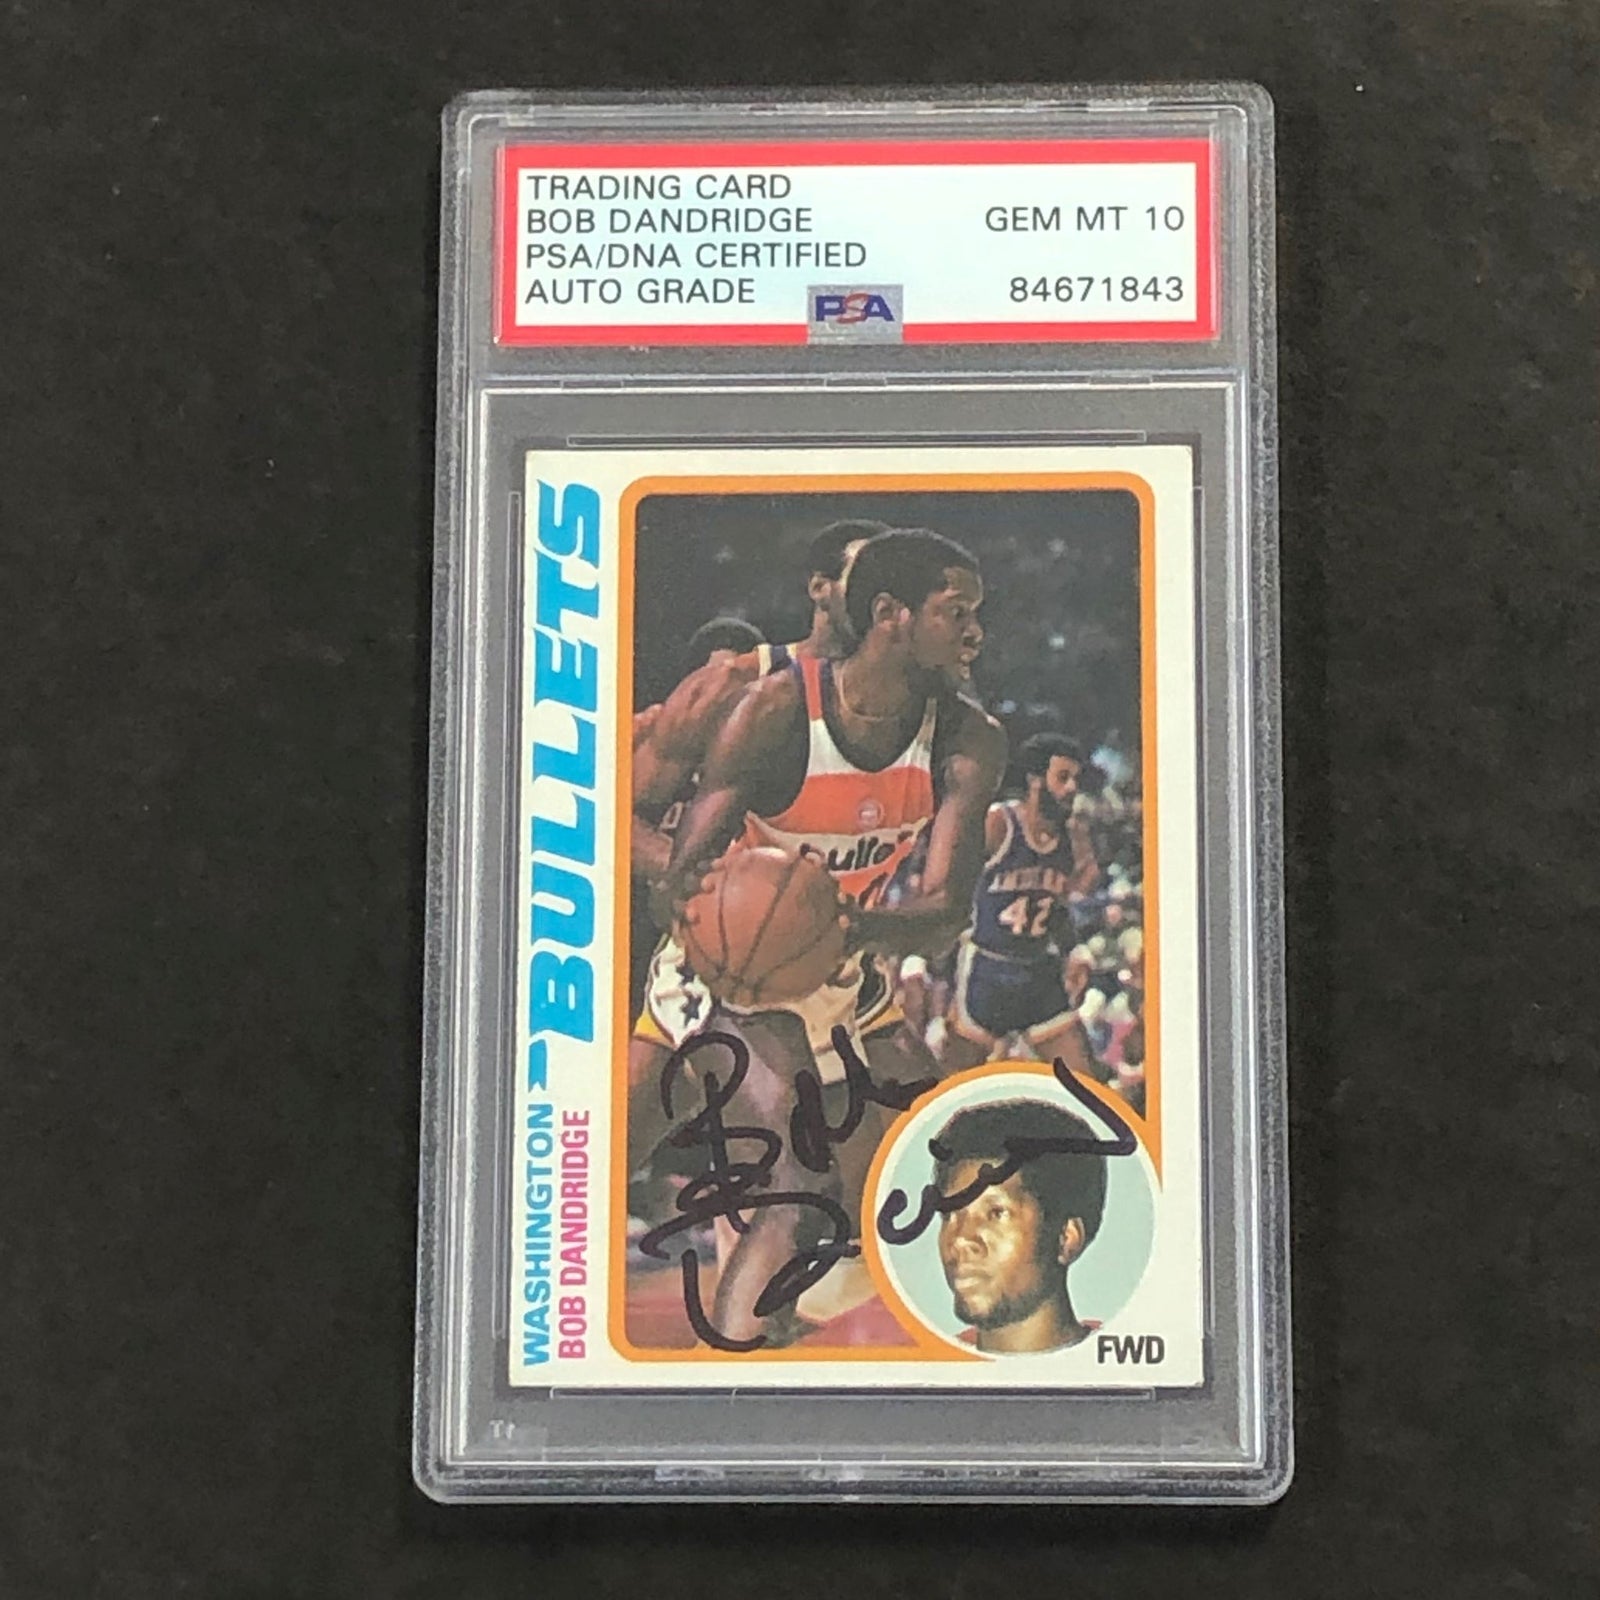 TRADING CARD
BOB DANDRIDGE GEM MT 10
PSA/DNA CERTIFIED
AUTO GRADE 84671843
PSA
WASHINGTON BULLETS
BOB DANDRIDGE
42
Bob
FWD